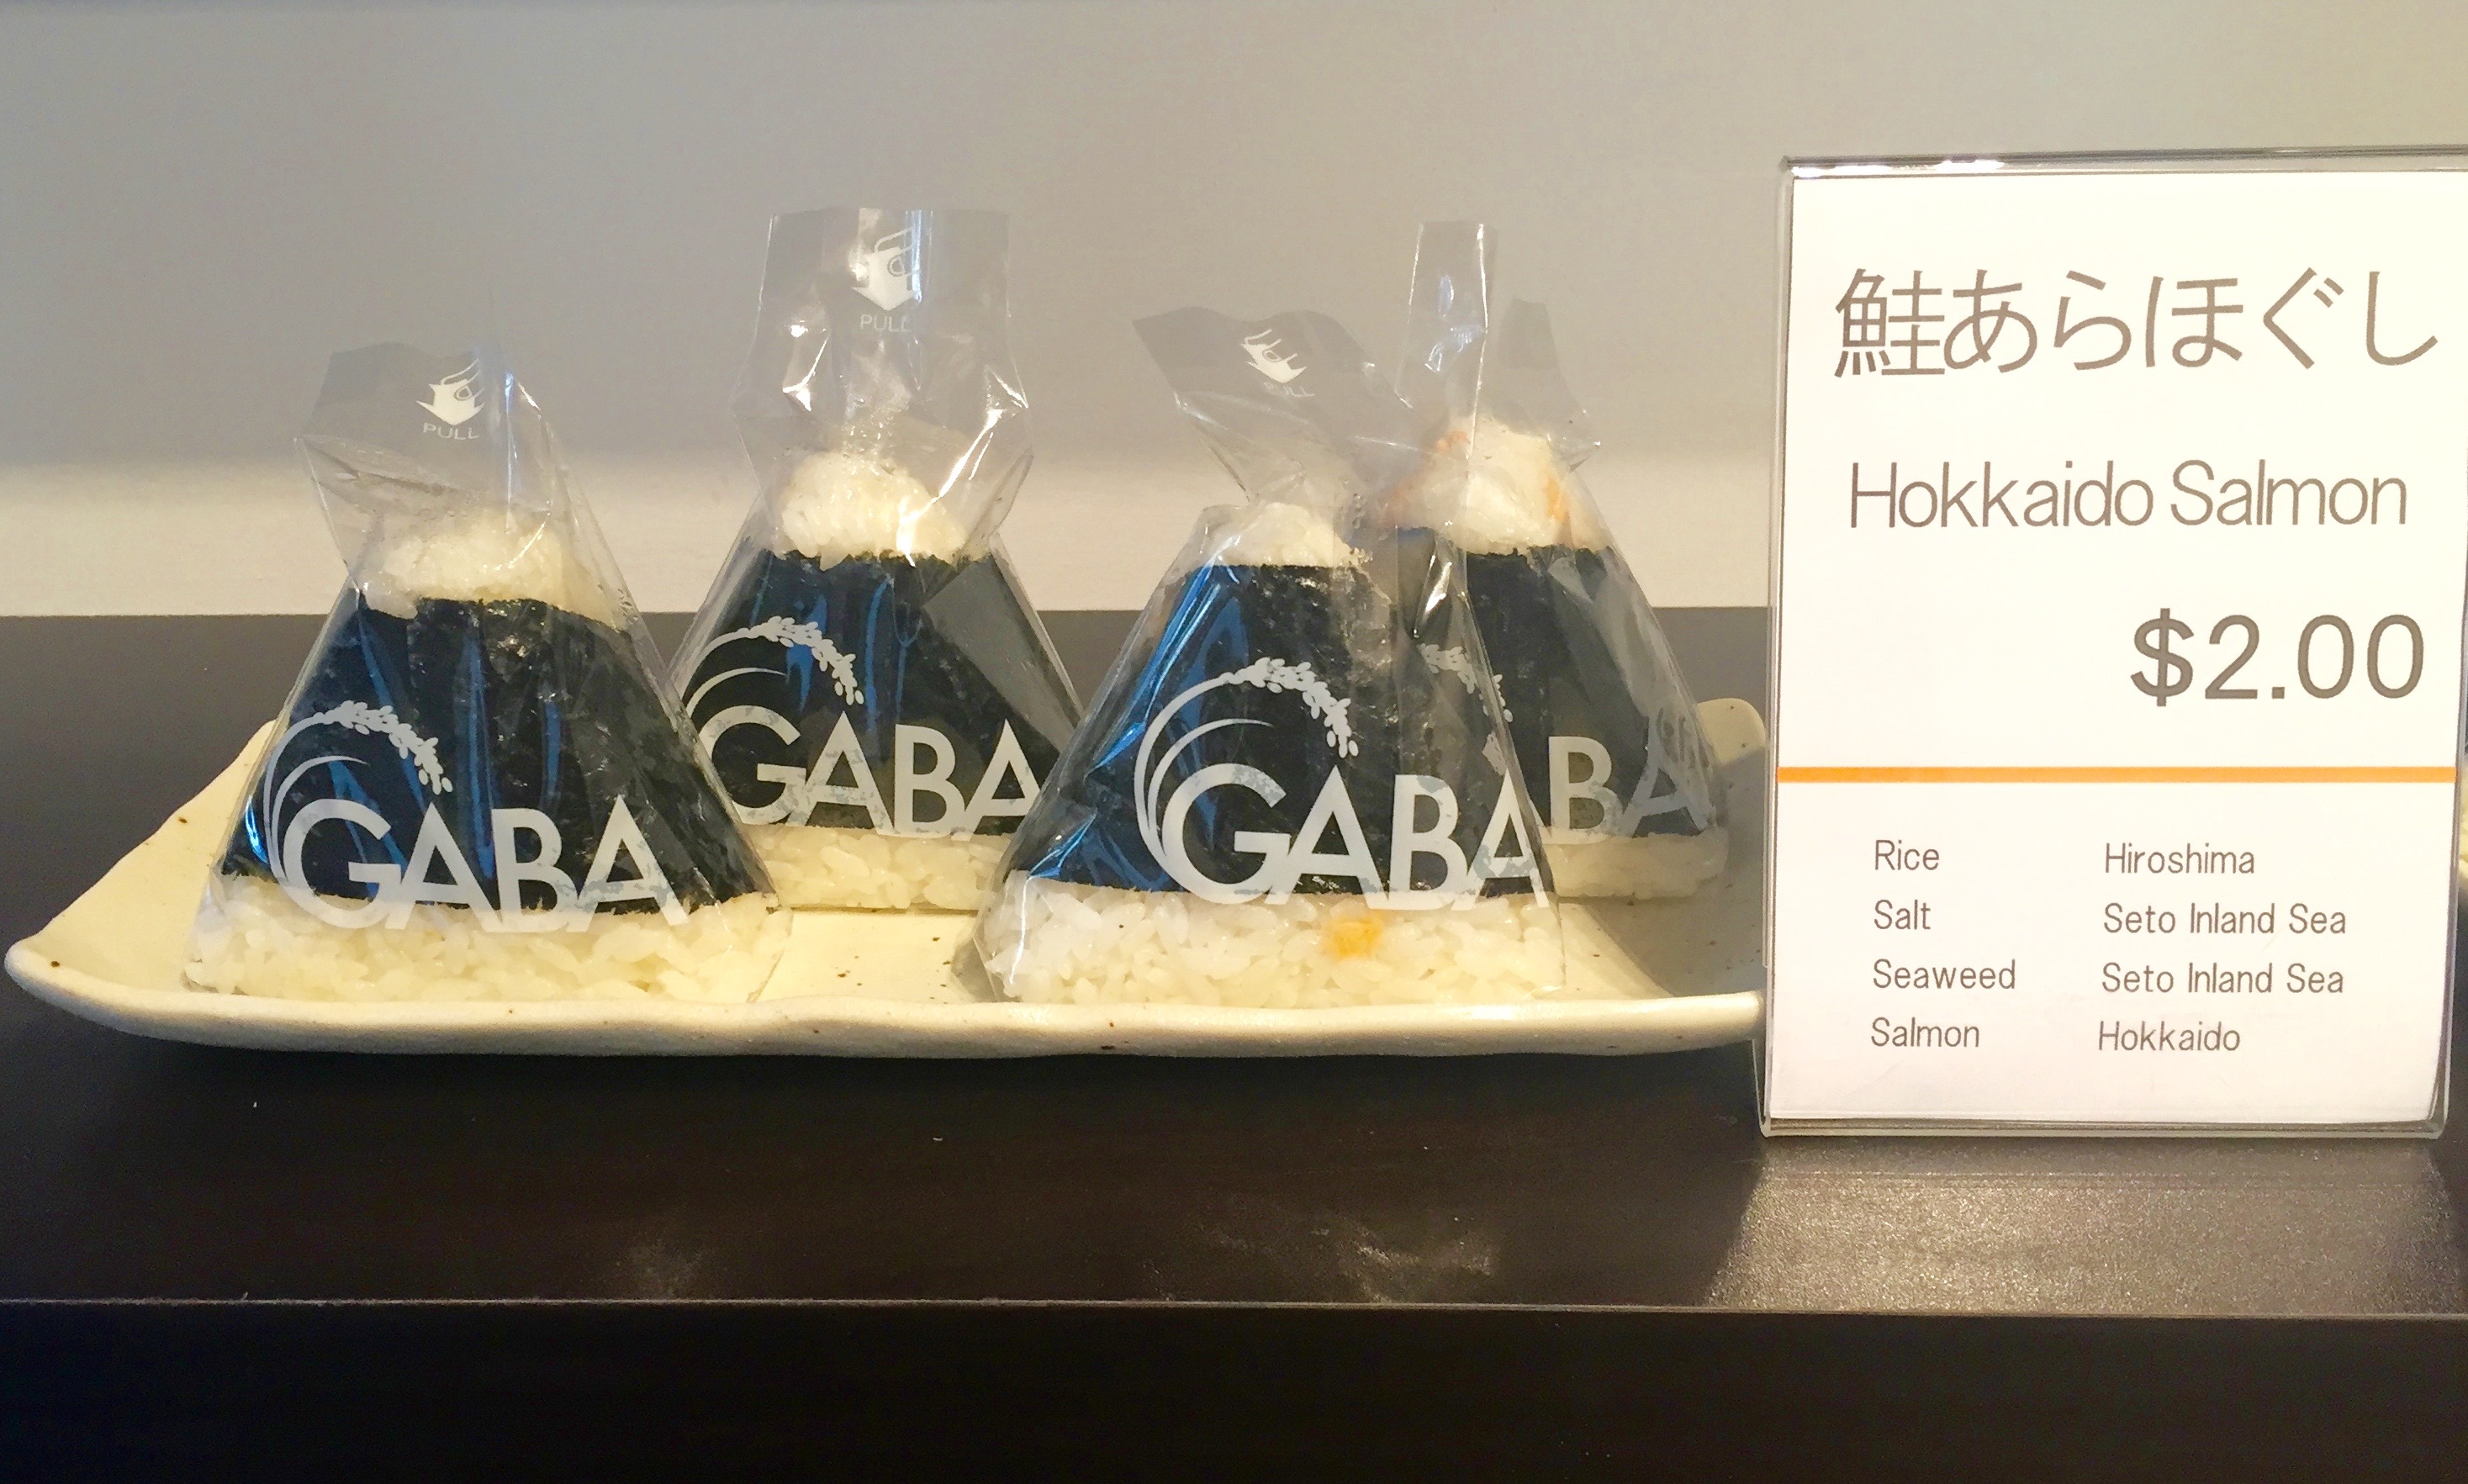 PULL
PULL
PULL
GABA
GABA
GABA
BA
鮭あらほぐし
Hokkaido Salmon
$2.00
Rice Hiroshima
Salt Seto Inland Sea
Seaweed Seto Inland Sea
Salmon Hokkaido